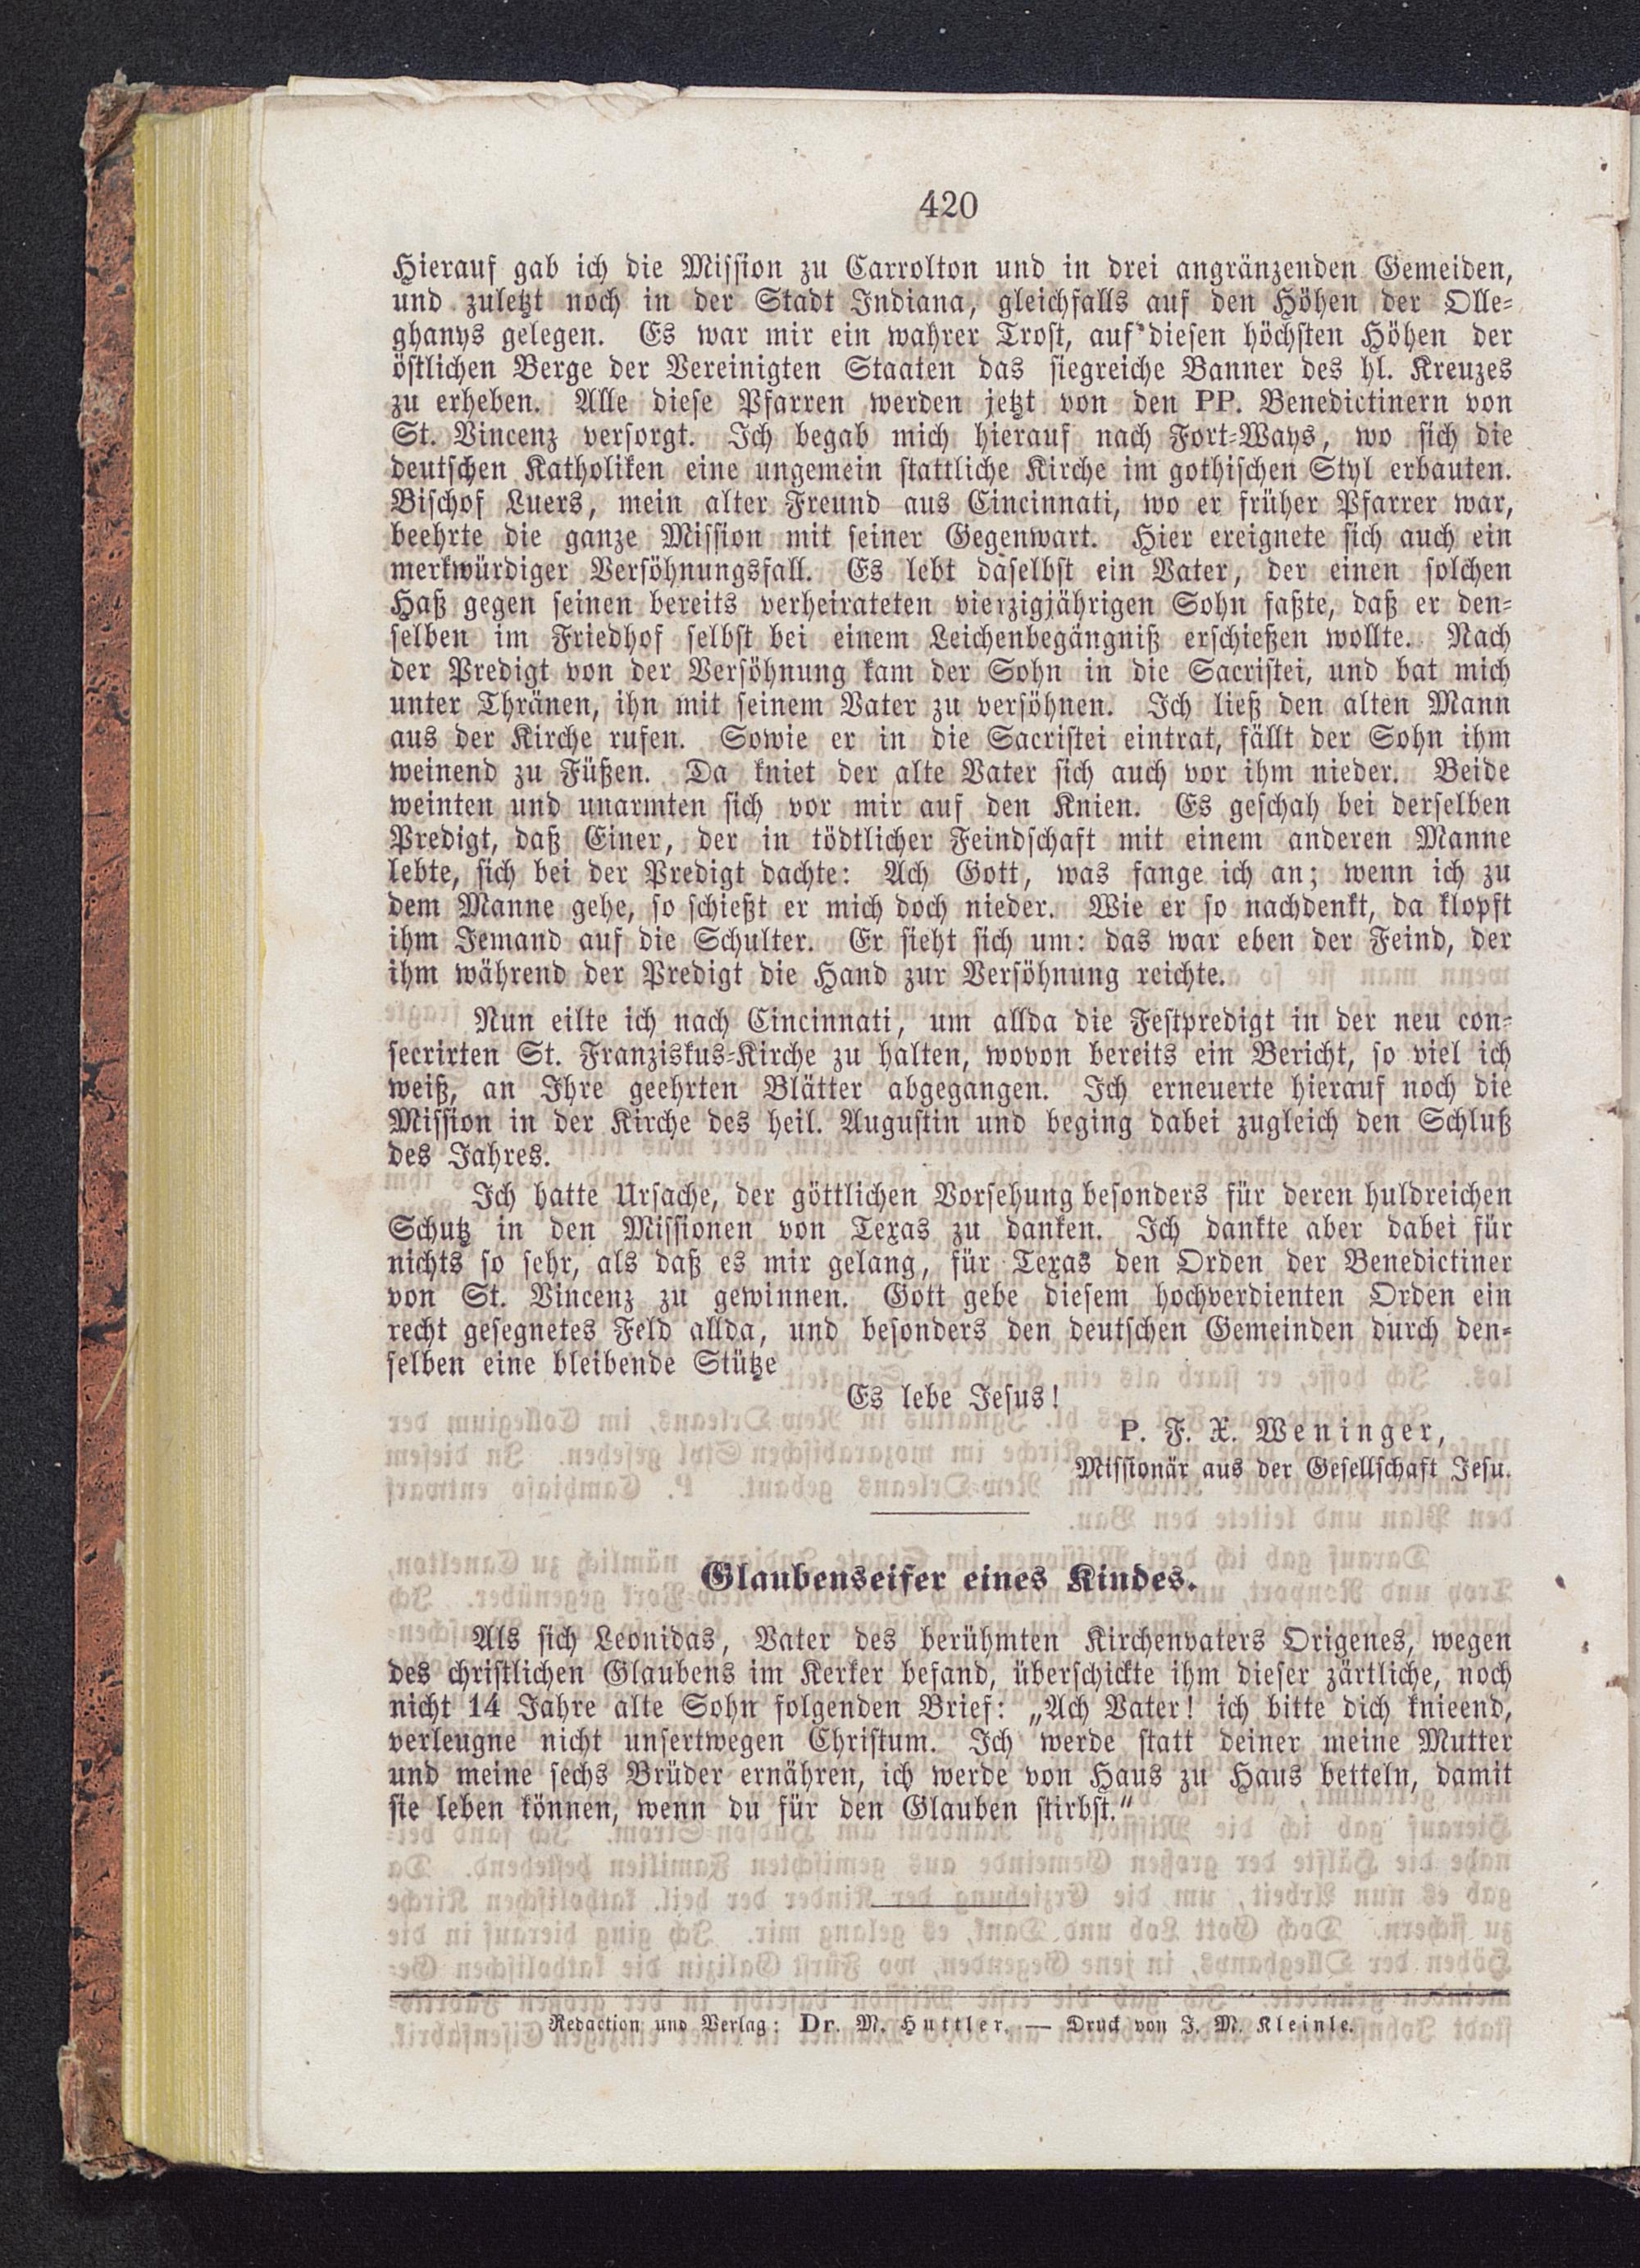 420
Hierauf gab ich die Mission zu Carrolton und in drei angränzenden Gemeiden,
und zuletzt noch in der Stadt Indiana, gleichfalls auf den Höhen der Olle-
ghanys gelegen. Es war mir ein wahrer Trost, auf diesen höchsten Höhen der
östlichen Berge der Vereinigten Staaten das siegreiche Banner des hl. Kreuzes
zu erheben. Alle diese Pfarren werden jetzt von den PP. Benedictinern von
St. Vincenz versorgt. Ich begab mich hierauf nach Fort-Ways, wo sich die
deutschen Katholiken eine ungemein stattliche Kirche im gothischen Styl erbauten.
Bischof Luers, mein alter Freund aus Cincinnati, wo er früher Pfarrer war,
beehrte die ganze Mission mit seiner Gegenwart. Hier ereignete sich auch ein
merkwürdiger Versöhnungsfall. Es lebt daselbst ein Vater, der einen solchen
Haß gegen seinen bereits verheirateten vierzigjährigen Sohn faßte, daß er den-
selben im Friedhof selbst bei einem Leichenbegängniß erschießen wollte. Nach
der Predigt von der Versöhnung kam der Sohn in die Sacristei, und bat mich
unter Thränen, ihn mit seinem Vater zu versöhnen. Ich ließ den alten Mann
aus der Kirche rufen. Sowie er in die Sacristei eintrat, fällt der Sohn ihm
weinend zu Füßen. Da kniet der alte Vater sich auch vor ihm nieder. Beide
weinten und unarmten sich vor mir auf den Knien. Es geschah bei derselben
Predigt, daß Einer, der in tödtlicher Feindschaft mit einem anderen Manne
lebte, sich bei der Predigt dachte: Ach Gott, was fange ich an; wenn ich zu
dem Manne gehe, so schießt er mich doch nieder. Wie er so nachdenkt, da klopft
ihm Jemand auf die Schulter. Er sieht sich um: das war eben der Feind, der
ihm während der Predigt die Hand zur Versöhnung reichte.
Nun eilte ich nach Cincinnati, um allda die Festpredigt in der neu con-
secrirten St. Franziskus-Kirche zu halten, wovon bereits ein Bericht, so viel ich
weiß, an Ihre geehrten Blätter abgegangen. Ich erneuerte hierauf noch die
Mission in der Kirche des heil. Augustin und beging dabei zugleich den Schluß
des Jahres.
Ich hatte Ursache, der göttlichen Vorsehung besonders für deren huldreichen
Schutz in den Missionen von Texas zu danken. Ich dankte aber dabei für
nichts so sehr, als daß es mir gelang, für Texas den Orden der Benedictiner
von St. Vincenz zu gewinnen. Gott gebe diesem hochverdienten Orden ein
recht gesegnetes Feld allda, und besonders den deutschen Gemeinden durch den-
selben eine bleibende Stütze
Es lebe Jesus!
P. F. X. Weninger,
Missionär aus der Gesellschaft Jesu.
Glaubenseifer eines Kindes.
Als sich Leonidas, Vater des berühmten Kirchenvaters Origenes, wegen
des christlichen Glaubens im Kerker befand, überschickte ihm dieser zärtliche, noch
nicht 14 Jahre alte Sohn folgenden Brief: „Ach Vater! ich bitte dich knieend,
verleugne nicht unsertwegen Christum. Ich werde statt deiner meine Mutter
und meine sechs Brüder ernähren, ich werde von Haus zu Haus betteln, damit
sie leben können, wenn du für den Glauben stirbst.“
Redaction und Verlag: Dr. M. Huttler. — Druck von J. M. Kleinle.